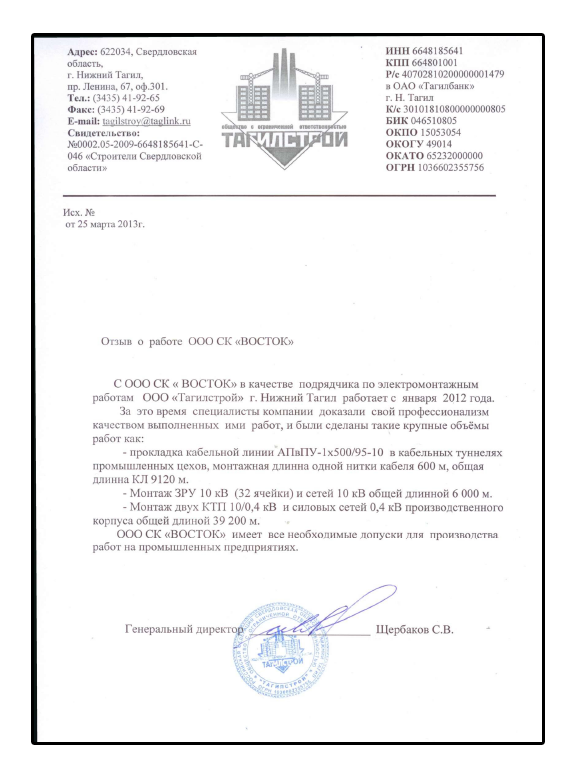 Адрес: 622034, Свердловская
область,
г. Нижний Тагил,
пр. Ленина, 67, оф.301.
Тел.: (3435) 41-92-65
Факс: (3435) 41-92-69
E-mail: tagilstroy@taglink.ru
Свидетельство:
№0002.05-2009-6648185641-С-
046 «Строители Свердловской
области»
общество с ограниченной ответственностью
ТАГИЛСТРОЙ
ИНН 6648185641
КПП 664801001
Р/с 40702810200000001479
в ОАО «Тагилбанк»
г. Н. Тагил
К/с 30101810800000000805
БИК 046510805
ОКПО 15053054
ОКОГУ 49014
ОКАТО 65232000000
ОГРН 1036602355756
Исх. №
от 25 марта 2013г.
Отзыв о работе ООО СК «ВОСТОК»
С ООО СК « ВОСТОК» в качестве подрядчика по электромонтажным
работам ООО «Тагилстрой» г. Нижний Тагил работает с января 2012 года.
За это время специалисты компании доказали свой профессионализм
качеством выполненных ими работ, и были сделаны такие крупные объёмы
работ как:
- прокладка кабельной линии АПвПУ-1х500/95-10 в кабельных туннелях
промышленных цехов, монтажная длинна одной нитки кабеля 600 м, общая
длинна КЛ 9120 м.
- Монтаж ЗРУ 10 кВ (32 ячейки) и сетей 10 кВ общей длинной 6 000 м.
- Монтаж двух КТП 10/0,4 кВ и силовых сетей 0,4 кВ производственного
корпуса общей длиной 39 200 м.
ООО СК «ВОСТОК» имеет все необходимые допуски для производства
работ на промышленных предприятиях.
Генеральный директор Щербаков С.В.
ТАГИЛСТРОЙ